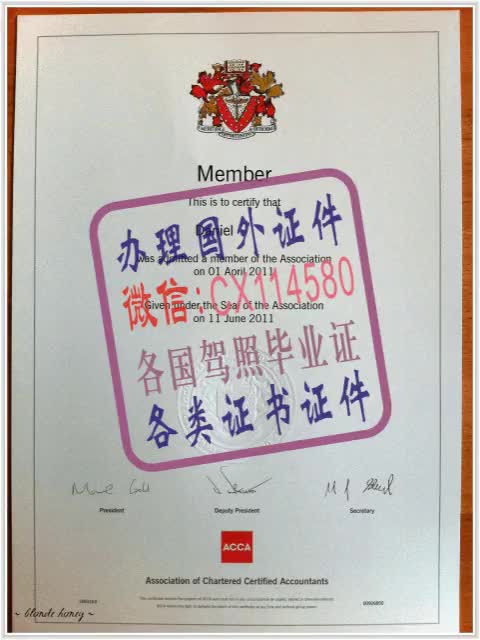 Member
This is to certify that
Daniel
was admitted a member of the Association
on 01 April 2011
Given under the Seal of the Association
on 11 June 2011
办理国外证件
微信:CX114580
各国驾照毕业证
各类证书证件
President
Deputy President
Secretary
ACCA
Association of Chartered Certified Accountants
~ blonde honey ~